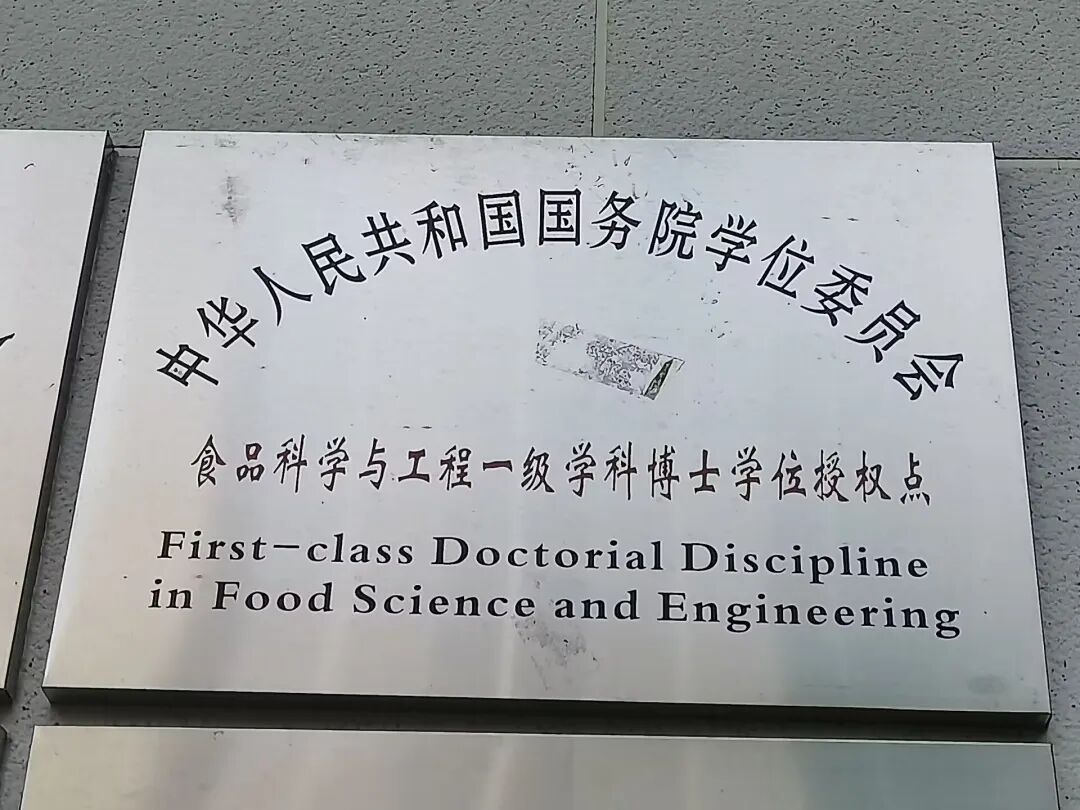 中华人民共和国国务院学位委员会
食品科学与工程一级学科博士学位授权点
First-class Doctorial Discipline
in Food Science and Engineering